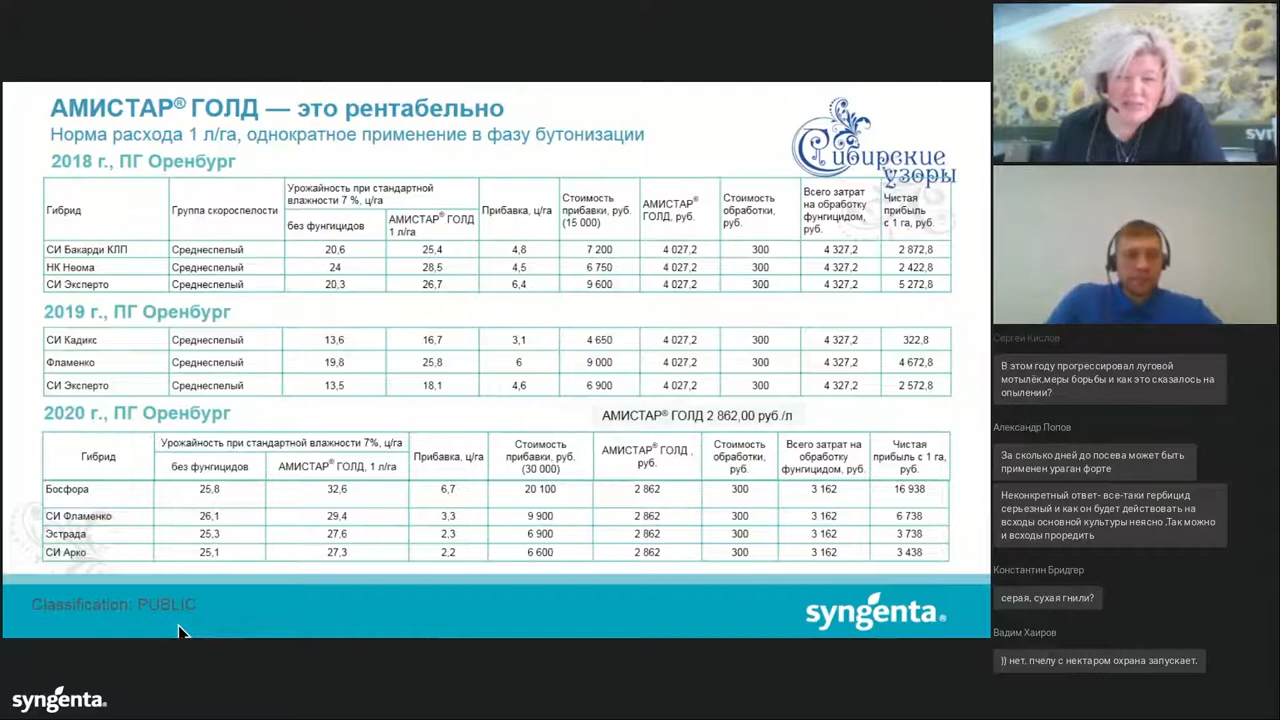 АМИСТАР® ГОЛД — это рентабельно
Норма расхода 1 л/га, однократное применение в фазу бутонизации
Сибирские узоры
2018 г., ПГ Оренбург
Гибрид | Группа скороспелости | Урожайность при стандартной влажности 7 %, ц/га | Прибавка, ц/га | Стоимость прибавки, руб. (15 000) | АМИСТАР® ГОЛД, руб. | Стоимость обработки, руб. | Всего затрат на обработку фунгицидом, руб. | Чистая прибыль с 1 га, руб.
без фунгицидов | АМИСТАР® ГОЛД 1 л/га
СИ Бакарди КЛП | Среднеспелый | 20,6 | 25,4 | 4,8 | 7 200 | 4 027,2 | 300 | 4 327,2 | 2 872,8
НК Неома | Среднеспелый | 24 | 28,5 | 4,5 | 6 750 | 4 027,2 | 300 | 4 327,2 | 2 422,8
СИ Эксперто | Среднеспелый | 20,3 | 26,7 | 6,4 | 9 600 | 4 027,2 | 300 | 4 327,2 | 5 272,8
2019 г., ПГ Оренбург
СИ Кадикс | Среднеспелый | 13,6 | 16,7 | 3,1 | 4 650 | 4 027,2 | 300 | 4 327,2 | 322,8
Фламенко | Среднеспелый | 19,8 | 25,8 | 6 | 9 000 | 4 027,2 | 300 | 4 327,2 | 4 672,8
СИ Эксперто | Среднеспелый | 13,5 | 18,1 | 4,6 | 6 900 | 4 027,2 | 300 | 4 327,2 | 2 572,8
2020 г., ПГ Оренбург
АМИСТАР® ГОЛД 2 862,00 руб./л
Гибрид | Урожайность при стандартной влажности 7%, ц/га | Прибавка, ц/га | Стоимость прибавки, руб. (30 000) | АМИСТАР® ГОЛД , руб. | Стоимость обработки, руб. | Всего затрат на обработку фунгицидом, руб. | Чистая прибыль с 1 га, руб.
без фунгицидов | АМИСТАР® ГОЛД, 1 л/га
Босфора | 25,8 | 32,6 | 6,7 | 20 100 | 2 862 | 300 | 3 162 | 16 938
СИ Фламенко | 26,1 | 29,4 | 3,3 | 9 900 | 2 862 | 300 | 3 162 | 6 738
Эстрада | 25,3 | 27,6 | 2,3 | 6 900 | 2 862 | 300 | 3 162 | 3 738
СИ Арко | 25,1 | 27,3 | 2,2 | 6 600 | 2 862 | 300 | 3 162 | 3 438
Classification: PUBLIC
syngenta®
syngenta®
Сергей Кислов
В этом году прогрессировал луговой
мотылёк,меры борьбы и как это сказалось на
опылении?
Александр Попов
За сколько дней до посева может быть
применен ураган форте
Неконкретный ответ- все-таки гербицид
серьезный и как он будет действовать на
всходы основной культуры неясно .Так можно
и всходы проредить
Константин Бридгер
серая, сухая гнили?
Вадим Хаиров
)) нет. пчелу с нектаром охрана запускает.